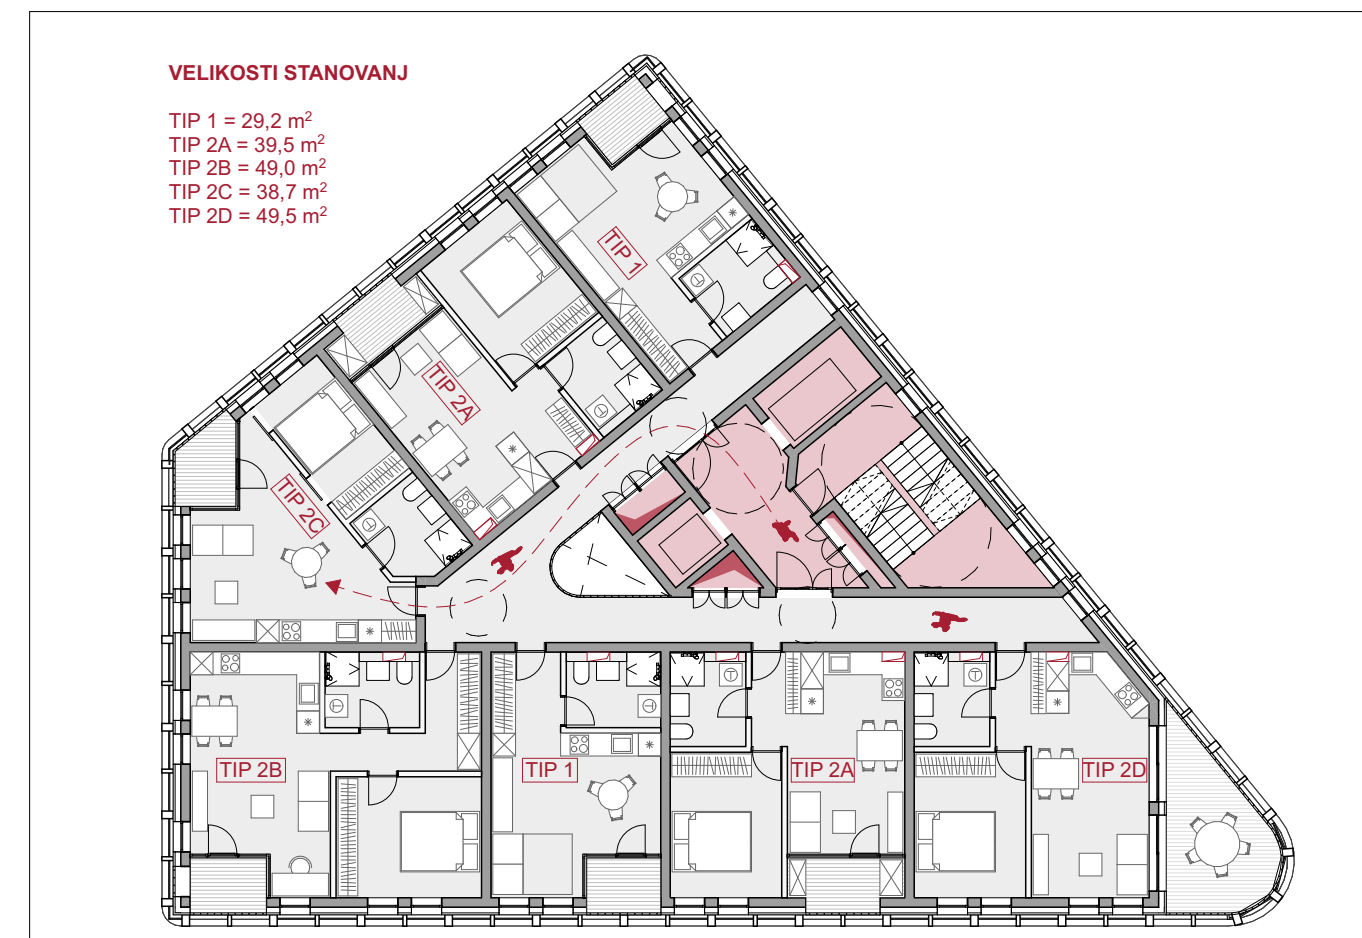 VELIKOSTI STANOVANJ
TIP 1 = 29,2 m²
TIP 2A = 39,5 m²
TIP 2B = 49,0 m²
TIP 2C = 38,7 m²
TIP 2D = 49,5 m²
TIP 1
TIP 2A
TIP 2C
TIP 2B
TIP 1
TIP 2A
TIP 2D